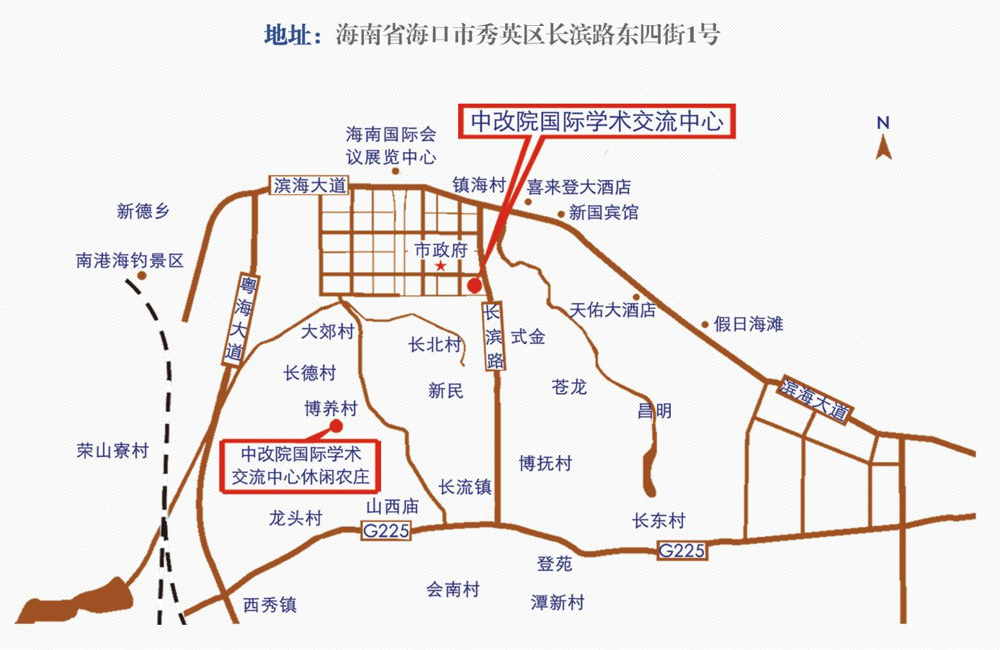 地址：海南省海口市秀英区长滨路东四街1号
中改院国际学术交流中心
N
海南国际会
议展览中心
滨海大道
镇海村
喜来登大酒店
新国宾馆
新德乡
南港海钓景区
市政府
粤海大道
大郊村
长北村
长滨路
式金
天佑大酒店
假日海滩
长德村
新民
苍龙
滨海大道
博养村
昌明
荣山寮村
中改院国际学术
交流中心休闲农庄
博抚村
长流镇
山西庙
龙头村
长东村
G225
G225
登苑
会南村
潭新村
西秀镇